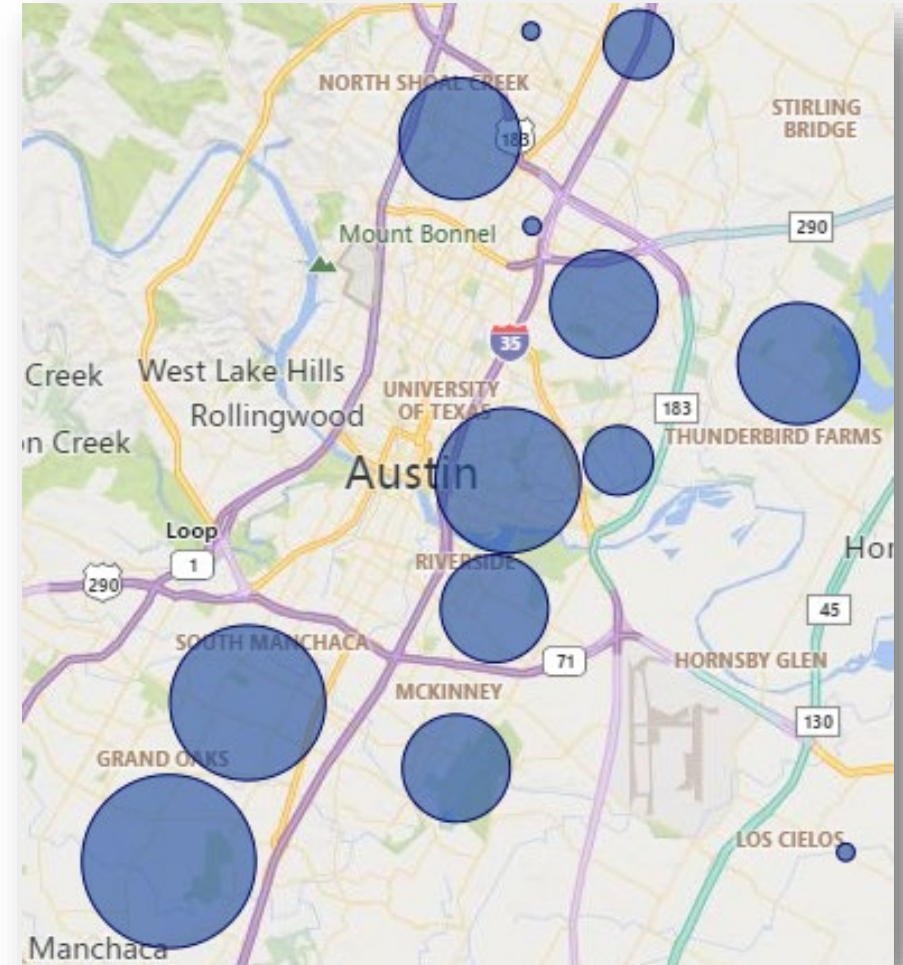 NORTH SHOAL CREEK
STIRLING
BRIDGE
183
290
Mount Bonnel
35
Creek
West Lake Hills
UNIVERSITY
OF TEXAS
Rollingwood
183
n Creek
THUNDERBIRD FARMS
Austin
Loop
1
Hor
RIVERSIDE
290
45
SOUTH MANCHACA
71
HORNSBY GLEN
MCKINNEY
130
GRAND OAKS
LOS CIELOS
Manchaca